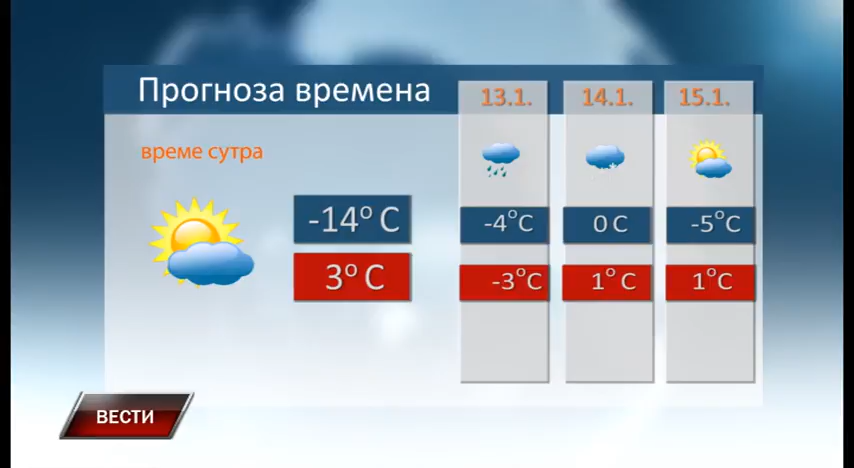 Прогноза времена
време сутра
-14° C
3° C
13.1.
-4°C
-3°C
14.1.
0 C
1° C
15.1.
-5°C
1°C
ВЕСТИ